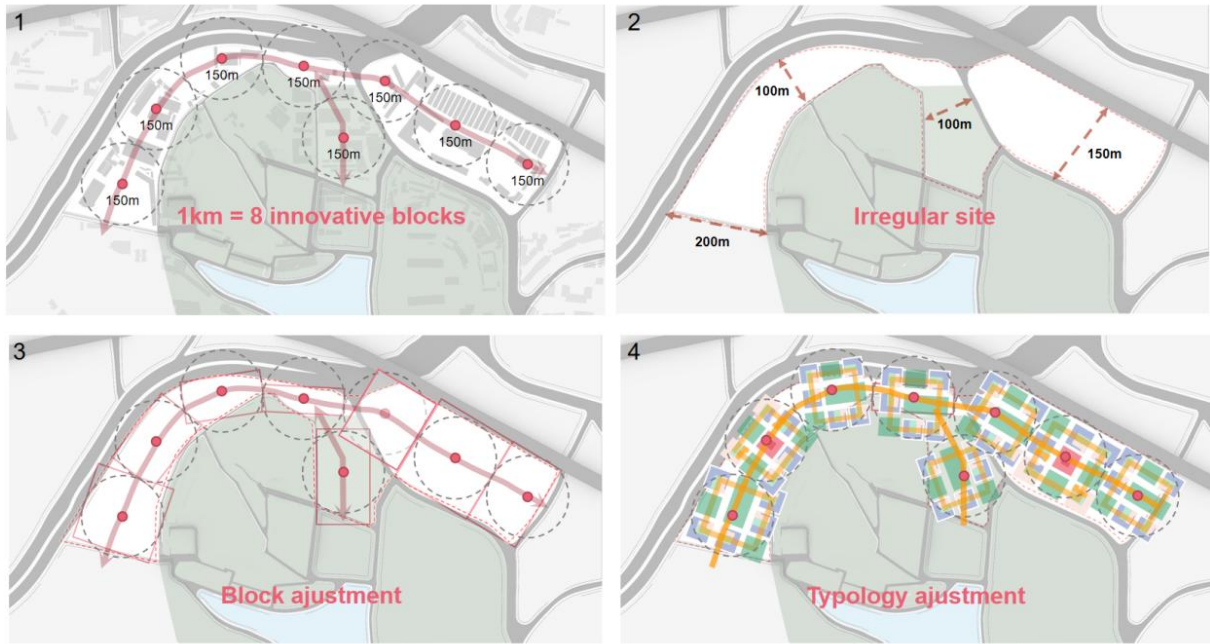 1
150m
150m
150m
150m
150m
150m
150m
150m
1km = 8 innovative blocks
2
100m
100m
150m
200m
Irregular site
3
Block ajustment
4
Typology ajustment